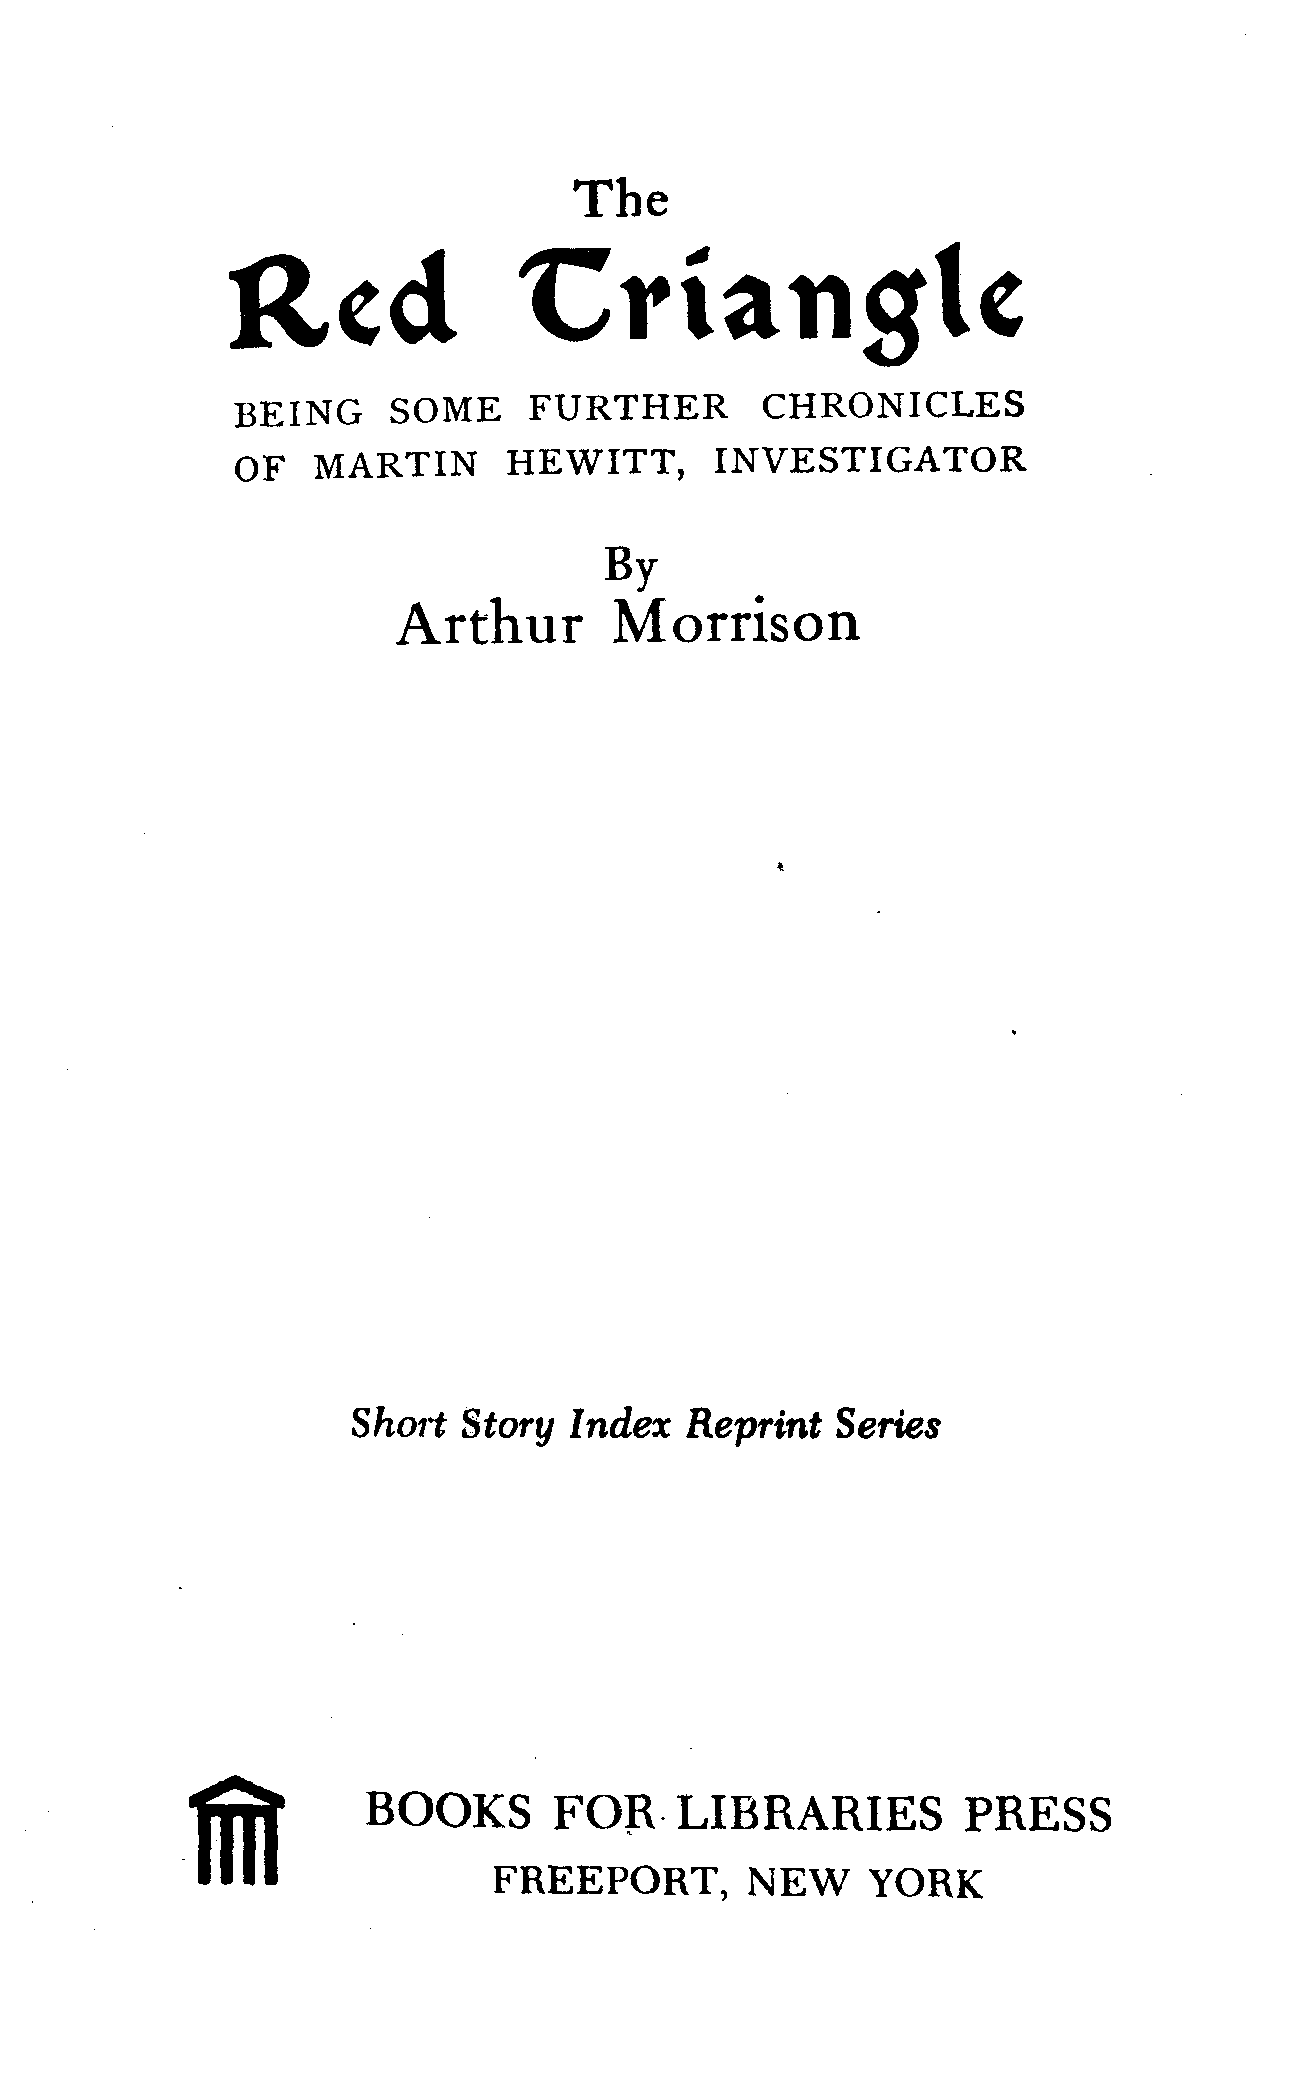 The
Red Triangle
BEING SOME FURTHER CHRONICLES
OF MARTIN HEWITT, INVESTIGATOR
By
Arthur Morrison
Short Story Index Reprint Series
BOOKS FOR LIBRARIES PRESS
FREEPORT, NEW YORK